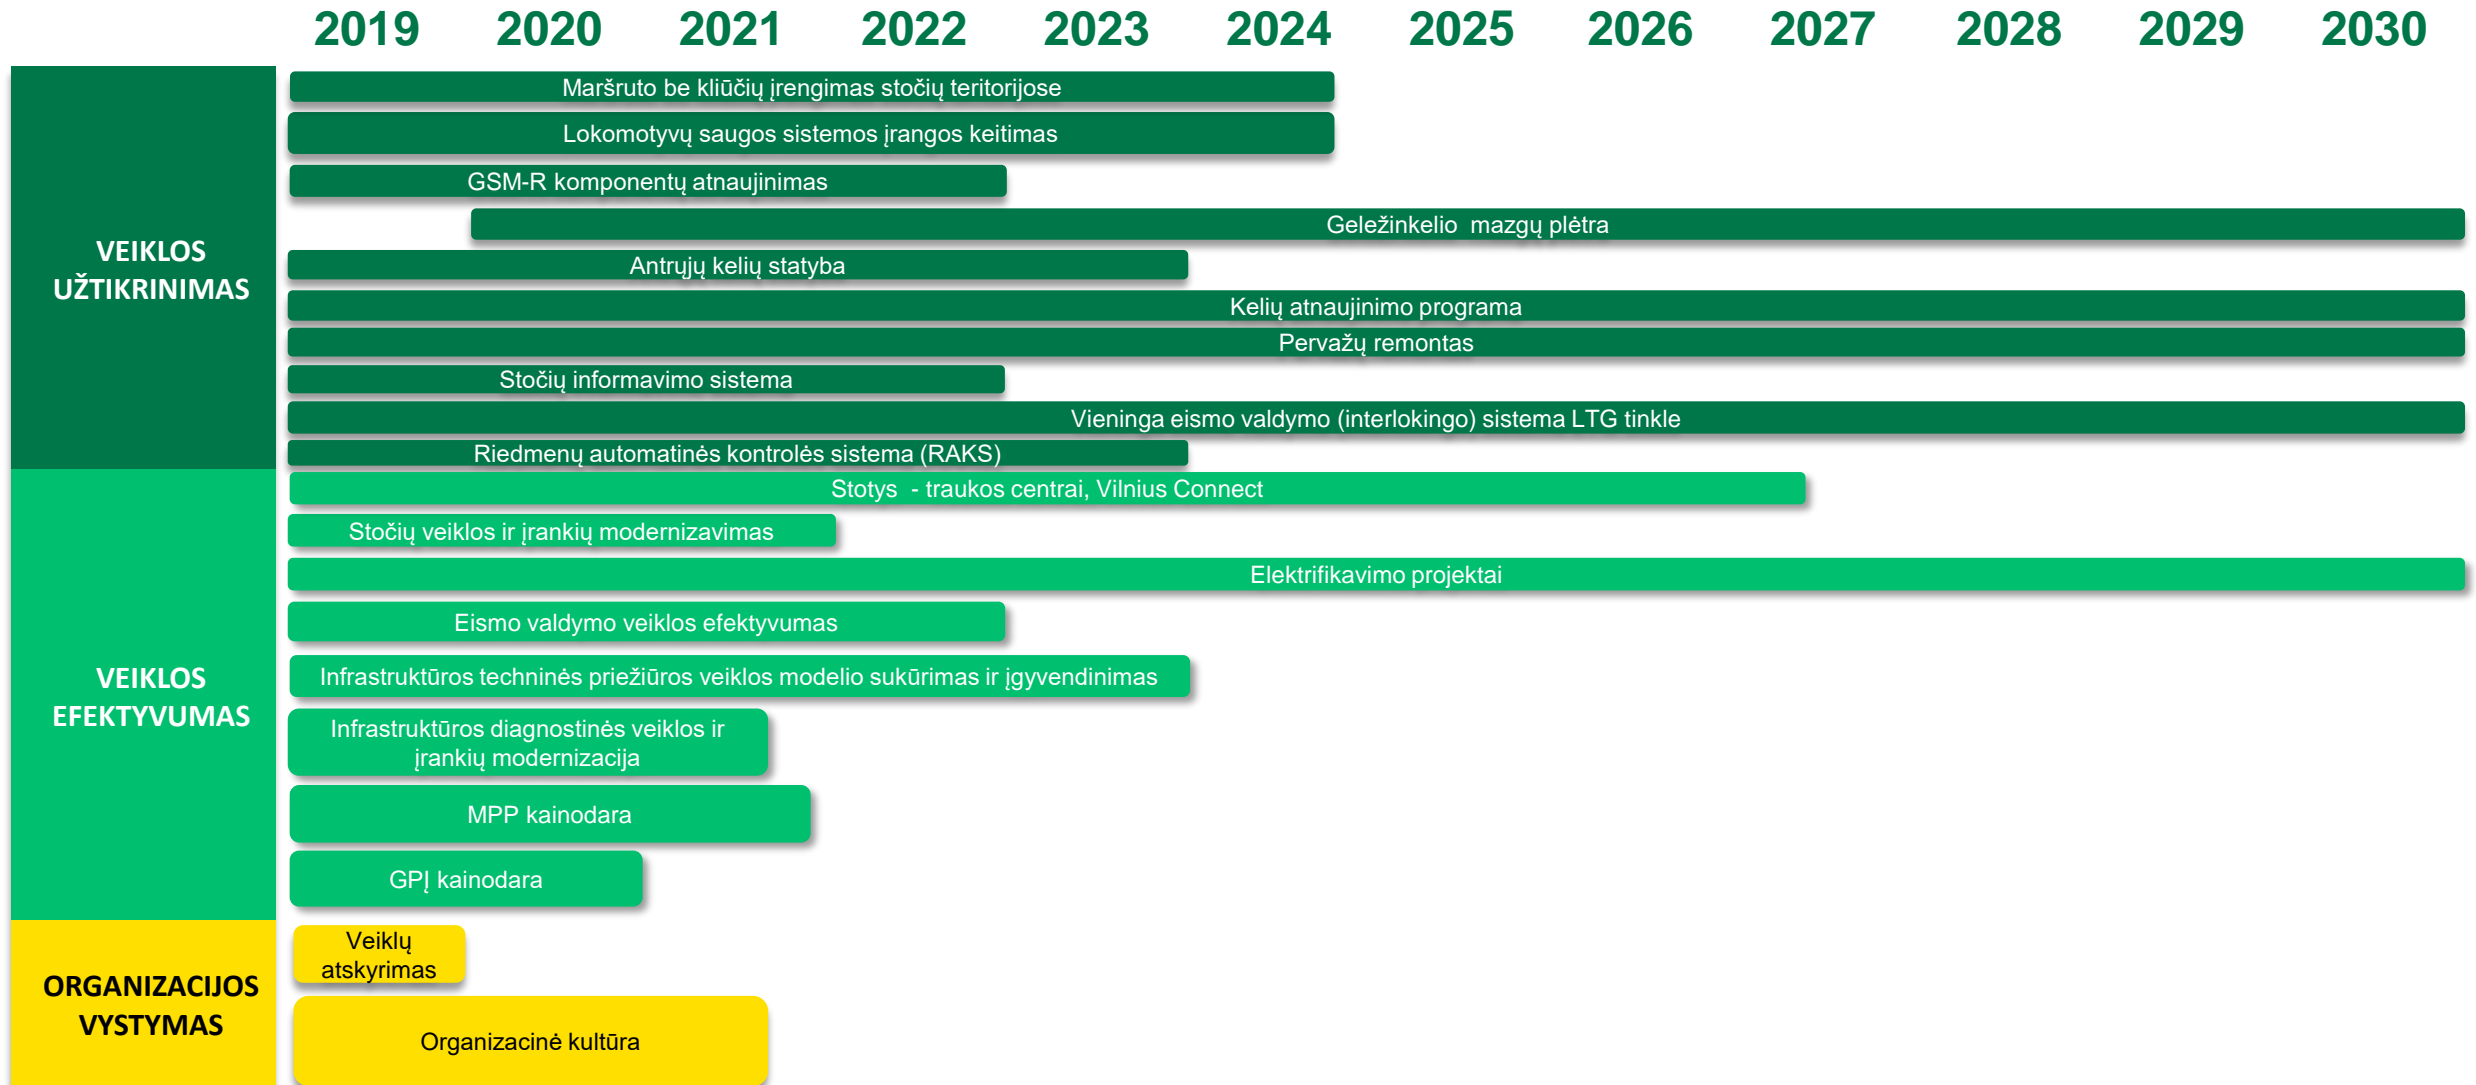 2019 2020 2021 2022 2023 2024 2025 2026 2027 2028 2029 2030
VEIKLOS
UŽTIKRINIMAS
Maršruto be kliūčių įrengimas stočių teritorijose
Lokomotyvų saugos sistemos įrangos keitimas
GSM-R komponentų atnaujinimas
Geležinkelio  mazgų plėtra
Antrųjų kelių statyba
Kelių atnaujinimo programa
Pervažų remontas
Stočių informavimo sistema
Vieninga eismo valdymo (interlokingo) sistema LTG tinkle
Riedmenų automatinės kontrolės sistema (RAKS)
VEIKLOS
EFEKTYVUMAS
Stotys  - traukos centrai, Vilnius Connect
Stočių veiklos ir įrankių modernizavimas
Elektrifikavimo projektai
Eismo valdymo veiklos efektyvumas
Infrastruktūros techninės priežiūros veiklos modelio sukūrimas ir įgyvendinimas
Infrastruktūros diagnostinės veiklos ir
įrankių modernizacija
MPP kainodara
GPĮ kainodara
ORGANIZACIJOS
VYSTYMAS
Veiklų
atskyrimas
Organizacinė kultūra